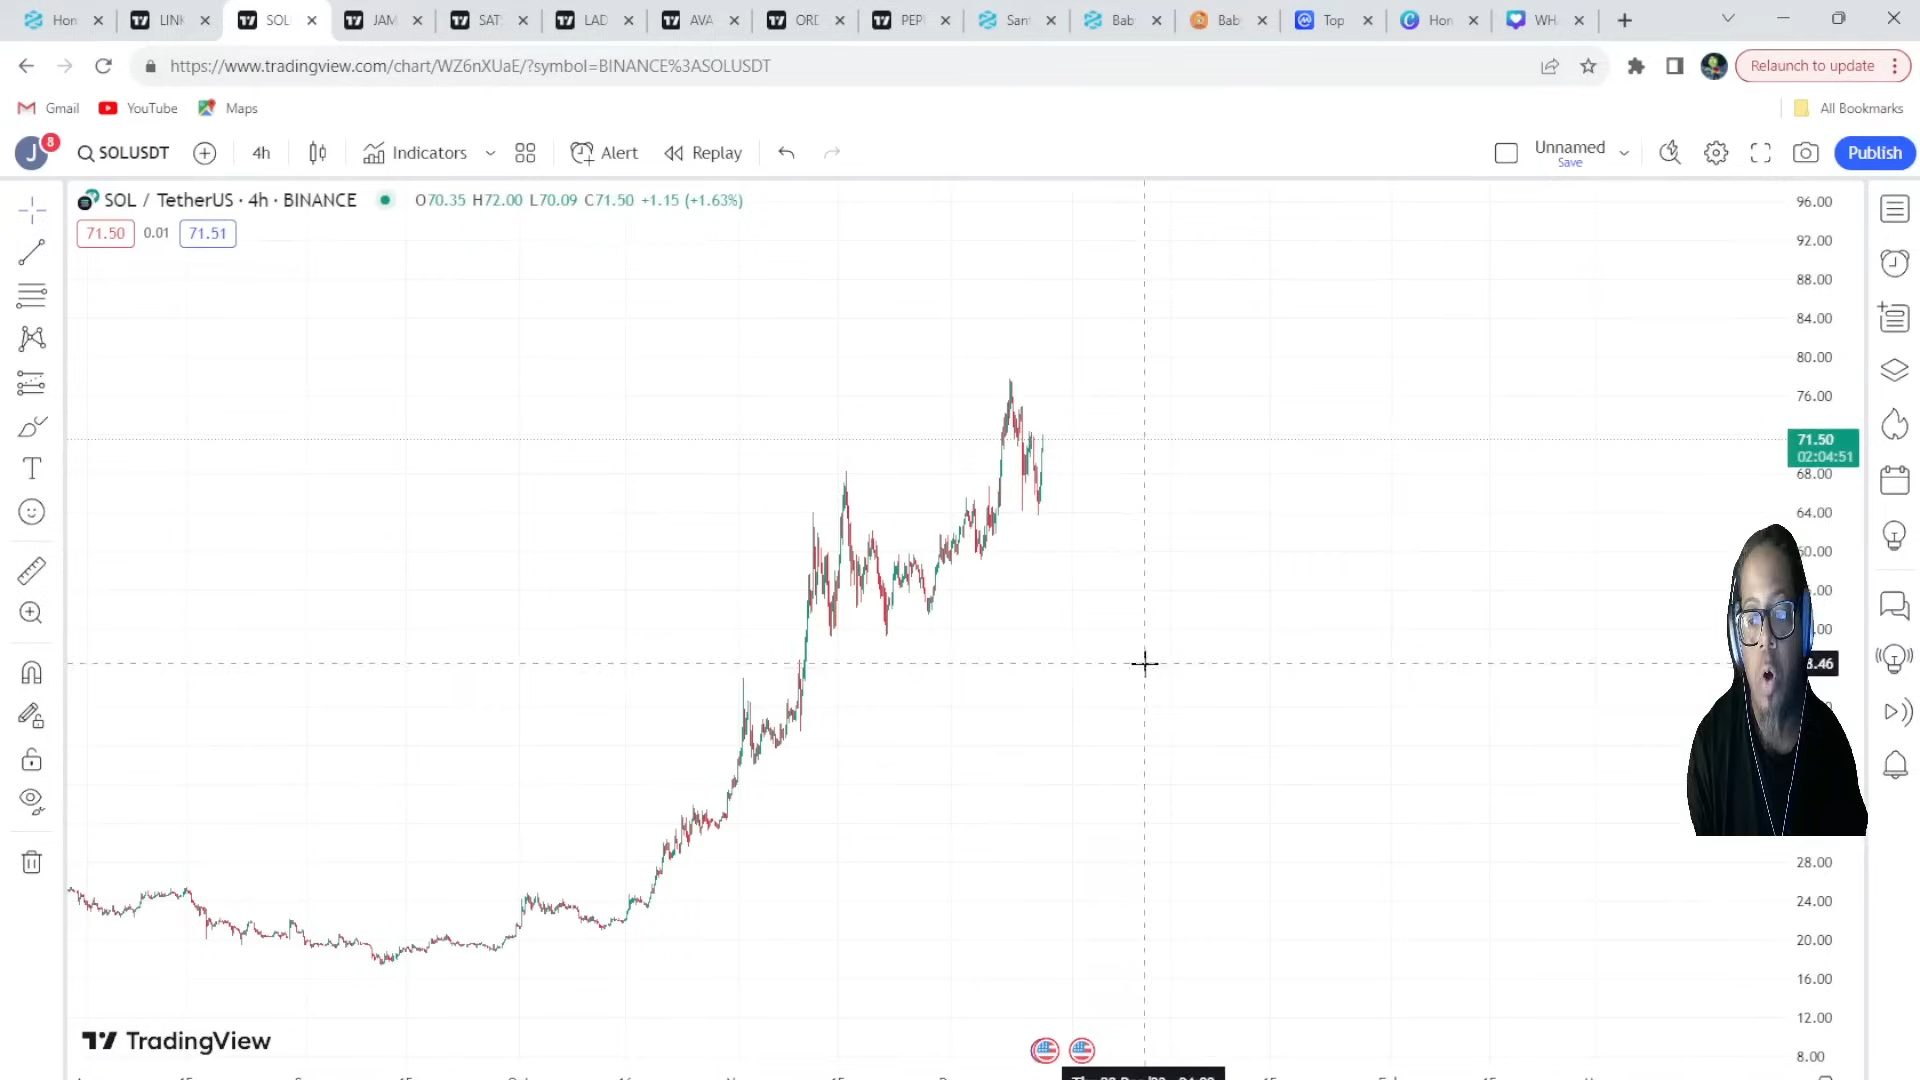 Hon
LINK
SOL
JAM
SAT
LAD
AVA
ORD
PEP
San
Bab
Bab
Top
Hon
WH
https://www.tradingview.com/chart/WZ6nXUaE/?symbol=BINANCE%3ASOLUSDT
Relaunch to update
Gmail
YouTube
Maps
All Bookmarks
J
8
SOLUSDT
4h
Indicators
Alert
Replay
Unnamed
Save
Publish
SOL / TetherUS · 4h · BINANCE
O70.35 H72.00 L70.09 C71.50 +1.15 (+1.63%)
71.50
0.01
71.51
96.00
92.00
88.00
84.00
80.00
76.00
71.50
02:04:51
68.00
64.00
28.00
24.00
20.00
16.00
12.00
8.00
TradingView